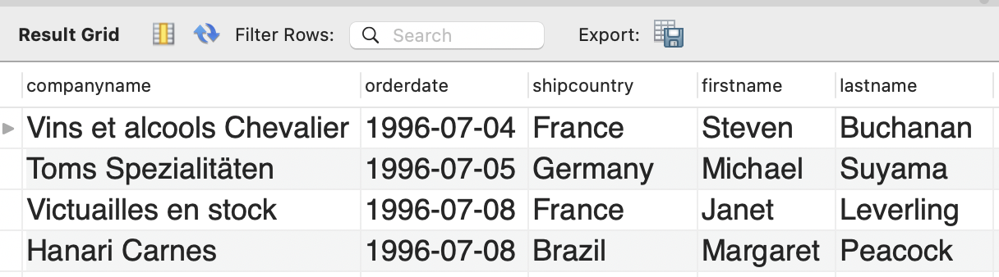 Result Grid Filter Rows: Search Export:
companyname orderdate shipcountry firstname lastname
Vins et alcools Chevalier 1996-07-04 France Steven Buchanan
Toms Spezialitäten 1996-07-05 Germany Michael Suyama
Victuailles en stock 1996-07-08 France Janet Leverling
Hanari Carnes 1996-07-08 Brazil Margaret Peacock